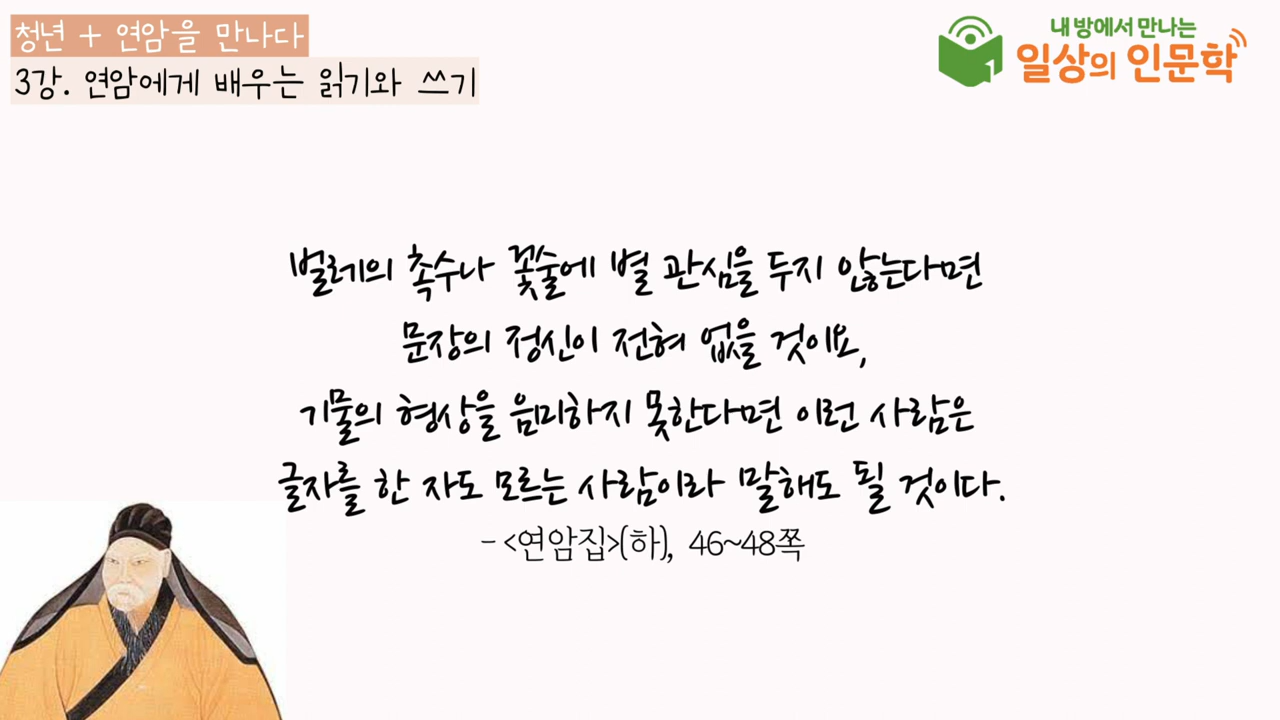 청년 + 연암을 만나다
3강. 연암에게 배우는 읽기와 쓰기
내 방에서 만나는
일상의 인문학
1
벌레의 촉수나 꽃술에 별 관심을 두지 않는다면
문장의 정신이 전혀 없을 것이요,
기물의 형상을 음미하지 못한다면 이런 사람은
글자를 한 자도 모르는 사람이라 말해도 될 것이다.
- <연암집>(하), 46~48쪽